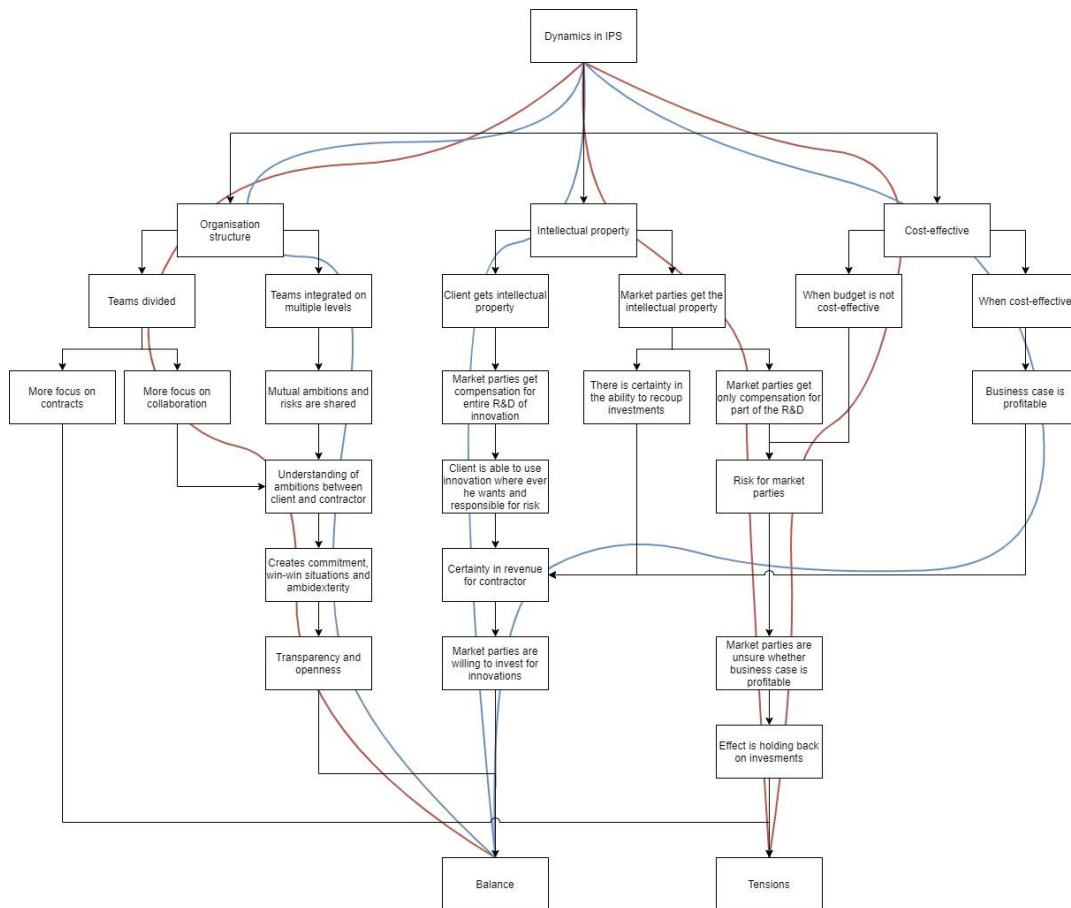 Dynamics in IPS
Organisation
structure
Intellectual property
Cost-effective
Teams divided
Teams integrated on
multiple levels
Client gets intellectual
property
Market parties get the
intellectual property
When budget is not
cost-effective
When cost-effective
More focus on
contracts
More focus on
collaboration
Mutual ambitions and
risks are shared
Market parties get
compensation for
entire R&D of
innovation
There is certainty in
the ability to recoup
investments
Market parties get
only compensation for
part of the R&D
Business case is
profitable
Understanding of
ambitions between
client and contractor
Client is able to use
innovation where ever
he wants and
responsible for risk
Risk for market
parties
Creates commitment,
win-win situations and
ambidexterity
Certainty in revenue
for contractor
Transparency and
openness
Market parties are
willing to invest for
innovations
Market parties are
unsure whether
business case is
profitable
Effect is holding back
on invesments
Balance
Tensions